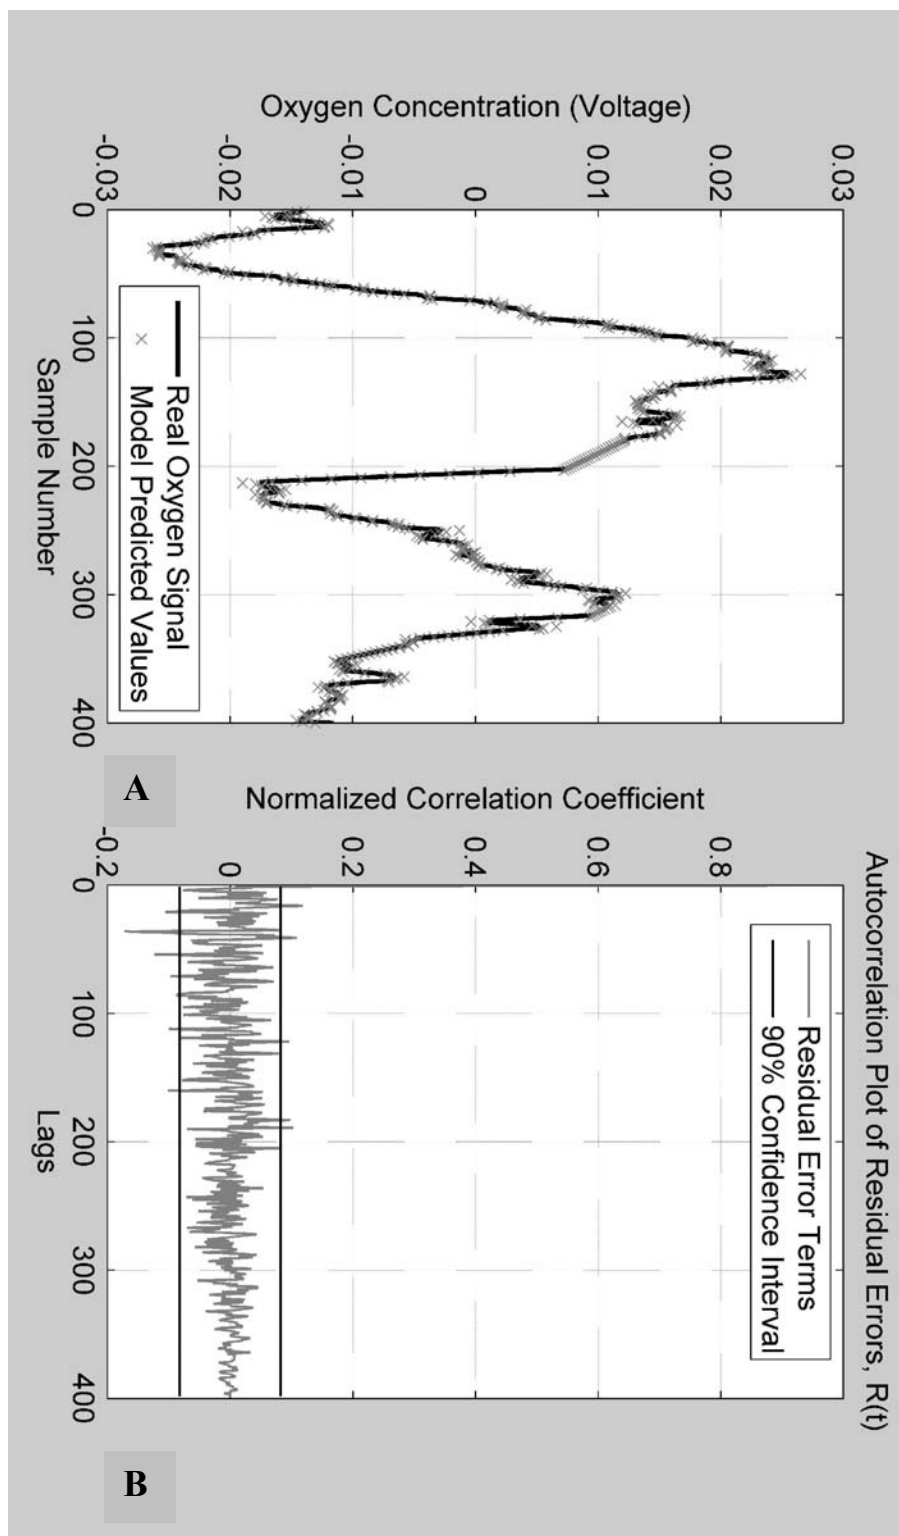 Oxygen Concentration (Voltage)
-0.03
-0.02
-0.01
0
0.01
0.02
0.03
0
100
200
300
400
Sample Number
Real Oxygen Signal
Model Predicted Values
A
Autocorrelation Plot of Residual Errors, R(t)
Normalized Correlation Coefficient
-0.2
0
0.2
0.4
0.6
0.8
0
100
200
300
400
Lags
Residual Error Terms
90% Confidence Interval
B